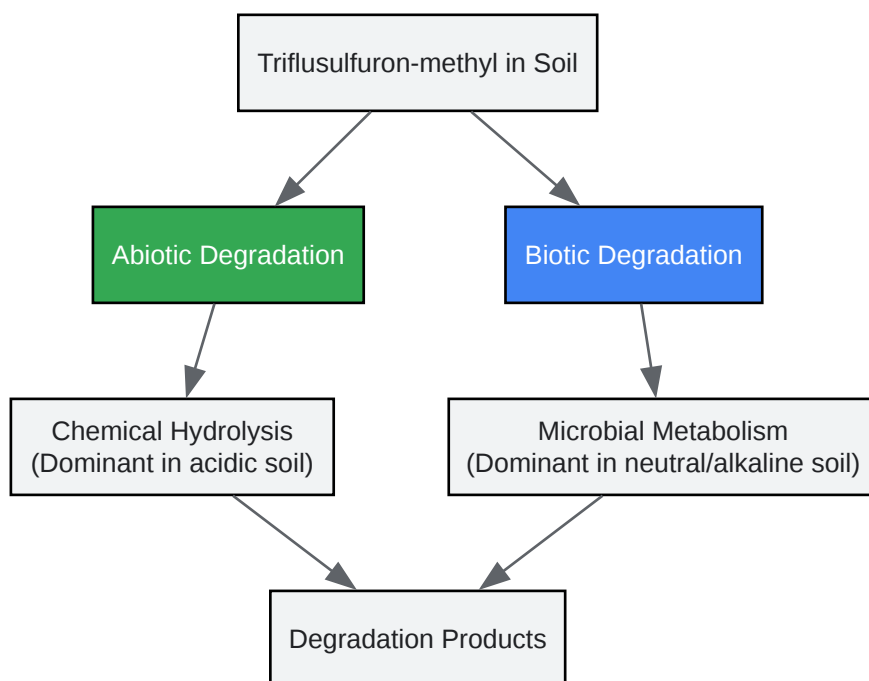 Triflusulfuron-methyl in Soil
Abiotic Degradation
Biotic Degradation
Chemical Hydrolysis
(Dominant in acidic soil)
Microbial Metabolism
(Dominant in neutral/alkaline soil)
Degradation Products